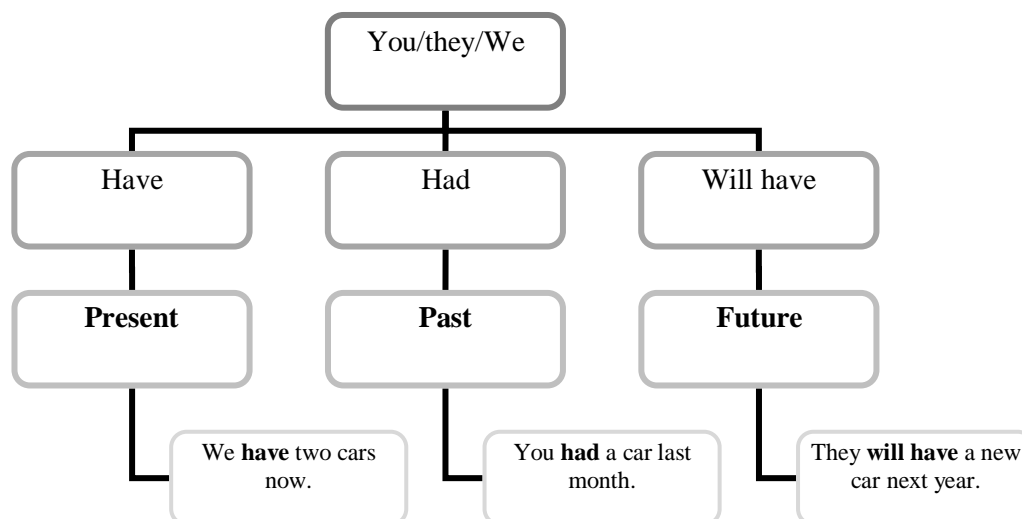 You/they/We
Have
Had
Will have
Present
Past
Future
We have two cars
now.
You had a car last
month.
They will have a new
car next year.